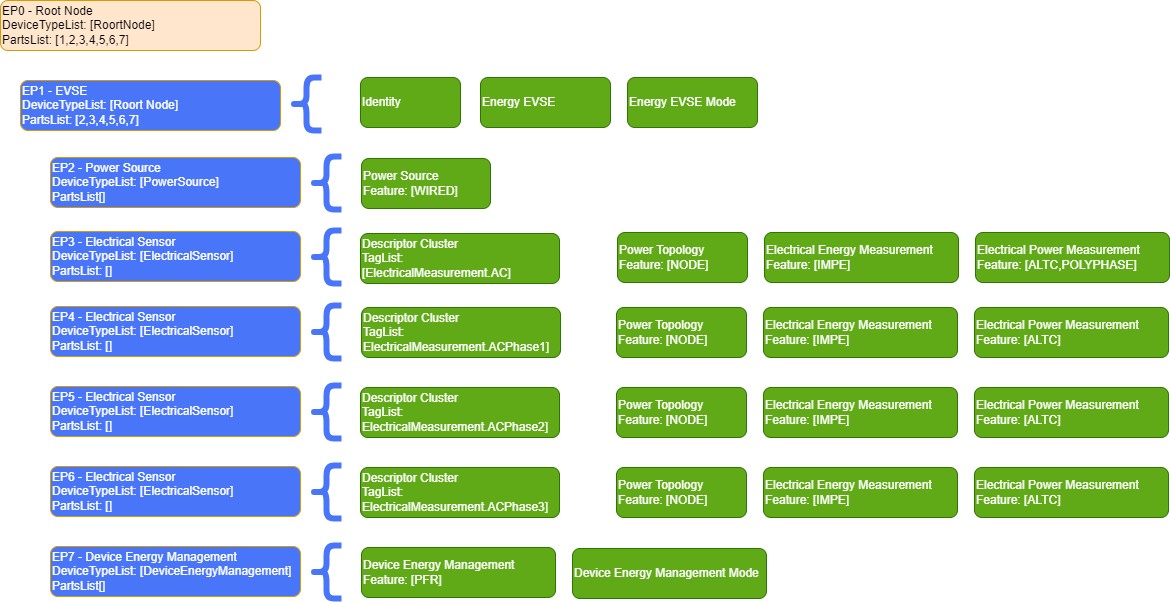 EP0 - Root Node
DeviceTypeList: [RoortNode]
PartsList: [1,2,3,4,5,6,7]
EP1 - EVSE
DeviceTypeList: [Roort Node]
PartsList: [2,3,4,5,6,7]
Identity
Energy EVSE
Energy EVSE Mode
EP2 - Power Source
DeviceTypeList: [PowerSource]
PartsList[]
Power Source
Feature: [WIRED]
EP3 - Electrical Sensor
DeviceTypeList: [ElectricalSensor]
PartsList: []
Descriptor Cluster
TagList:
[ElectricalMeasurement.AC]
Power Topology
Feature: [NODE]
Electrical Energy Measurement
Feature: [IMPE]
Electrical Power Measurement
Feature: [ALTC,POLYPHASE]
EP4 - Electrical Sensor
DeviceTypeList: [ElectricalSensor]
PartsList: []
Descriptor Cluster
TagList:
ElectricalMeasurement.ACPhase1]
Power Topology
Feature: [NODE]
Electrical Energy Measurement
Feature: [IMPE]
Electrical Power Measurement
Feature: [ALTC]
EP5 - Electrical Sensor
DeviceTypeList: [ElectricalSensor]
PartsList: []
Descriptor Cluster
TagList:
ElectricalMeasurement.ACPhase2]
Power Topology
Feature: [NODE]
Electrical Energy Measurement
Feature: [IMPE]
Electrical Power Measurement
Feature: [ALTC]
EP6 - Electrical Sensor
DeviceTypeList: [ElectricalSensor]
PartsList: []
Descriptor Cluster
TagList:
ElectricalMeasurement.ACPhase3]
Power Topology
Feature: [NODE]
Electrical Energy Measurement
Feature: [IMPE]
Electrical Power Measurement
Feature: [ALTC]
EP7 - Device Energy Management
DeviceTypeList: [DeviceEnergyManagement]
PartsList[]
Device Energy Management
Feature: [PFR]
Device Energy Management Mode